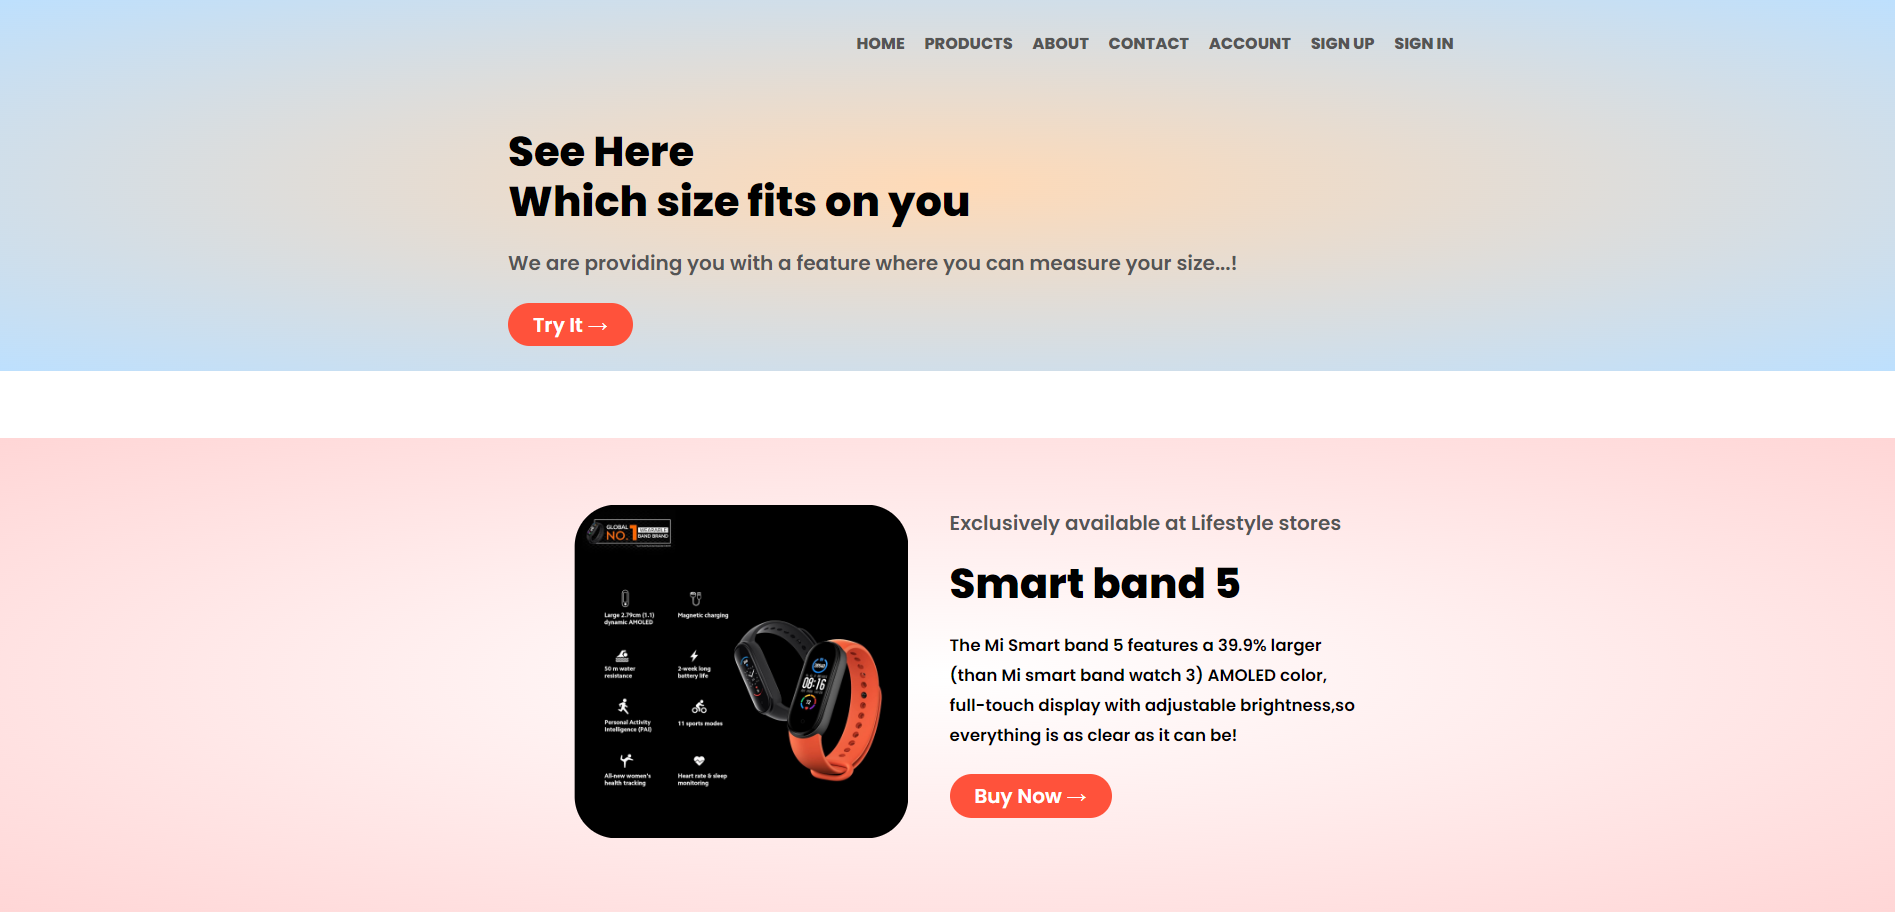 HOME PRODUCTS ABOUT CONTACT ACCOUNT SIGN UP SIGN IN
See Here
Which size fits on you
We are providing you with a feature where you can measure your size...!
Try It →
GLOBAL
NO. 1 WEARABLE
BAND BRAND
Large 2.79cm (1.1)
dynamic AMOLED
Magnetic charging
50 m water
resistance
2-week long
battery life
Personal Activity
Intelligence (PAI)
11 sports modes
All-new women's
health tracking
Heart rate & sleep
monitoring
08:16
Exclusively available at Lifestyle stores
Smart band 5
The Mi Smart band 5 features a 39.9% larger
(than Mi smart band watch 3) AMOLED color,
full-touch display with adjustable brightness,so
everything is as clear as it can be!
Buy Now →